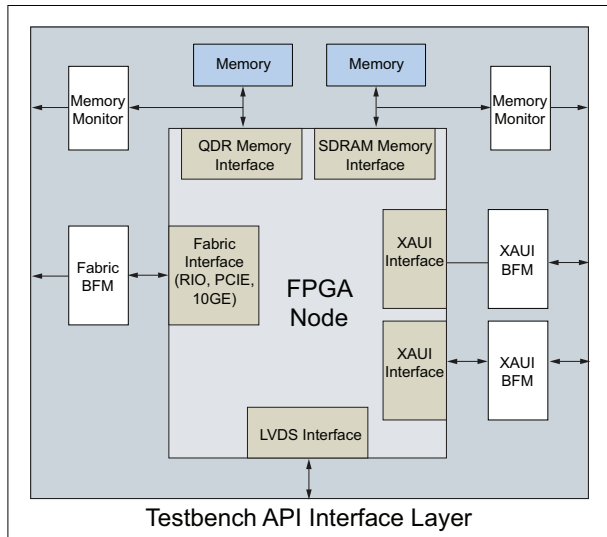 Memory
Memory
Memory
Monitor
Memory
Monitor
QDR Memory
Interface
SDRAM Memory
Interface
Fabric
BFM
Fabric
Interface
(RIO, PCIE,
10GE)
FPGA
Node
XAUI
Interface
XAUI
BFM
XAUI
Interface
XAUI
BFM
LVDS Interface
Testbench API Interface Layer